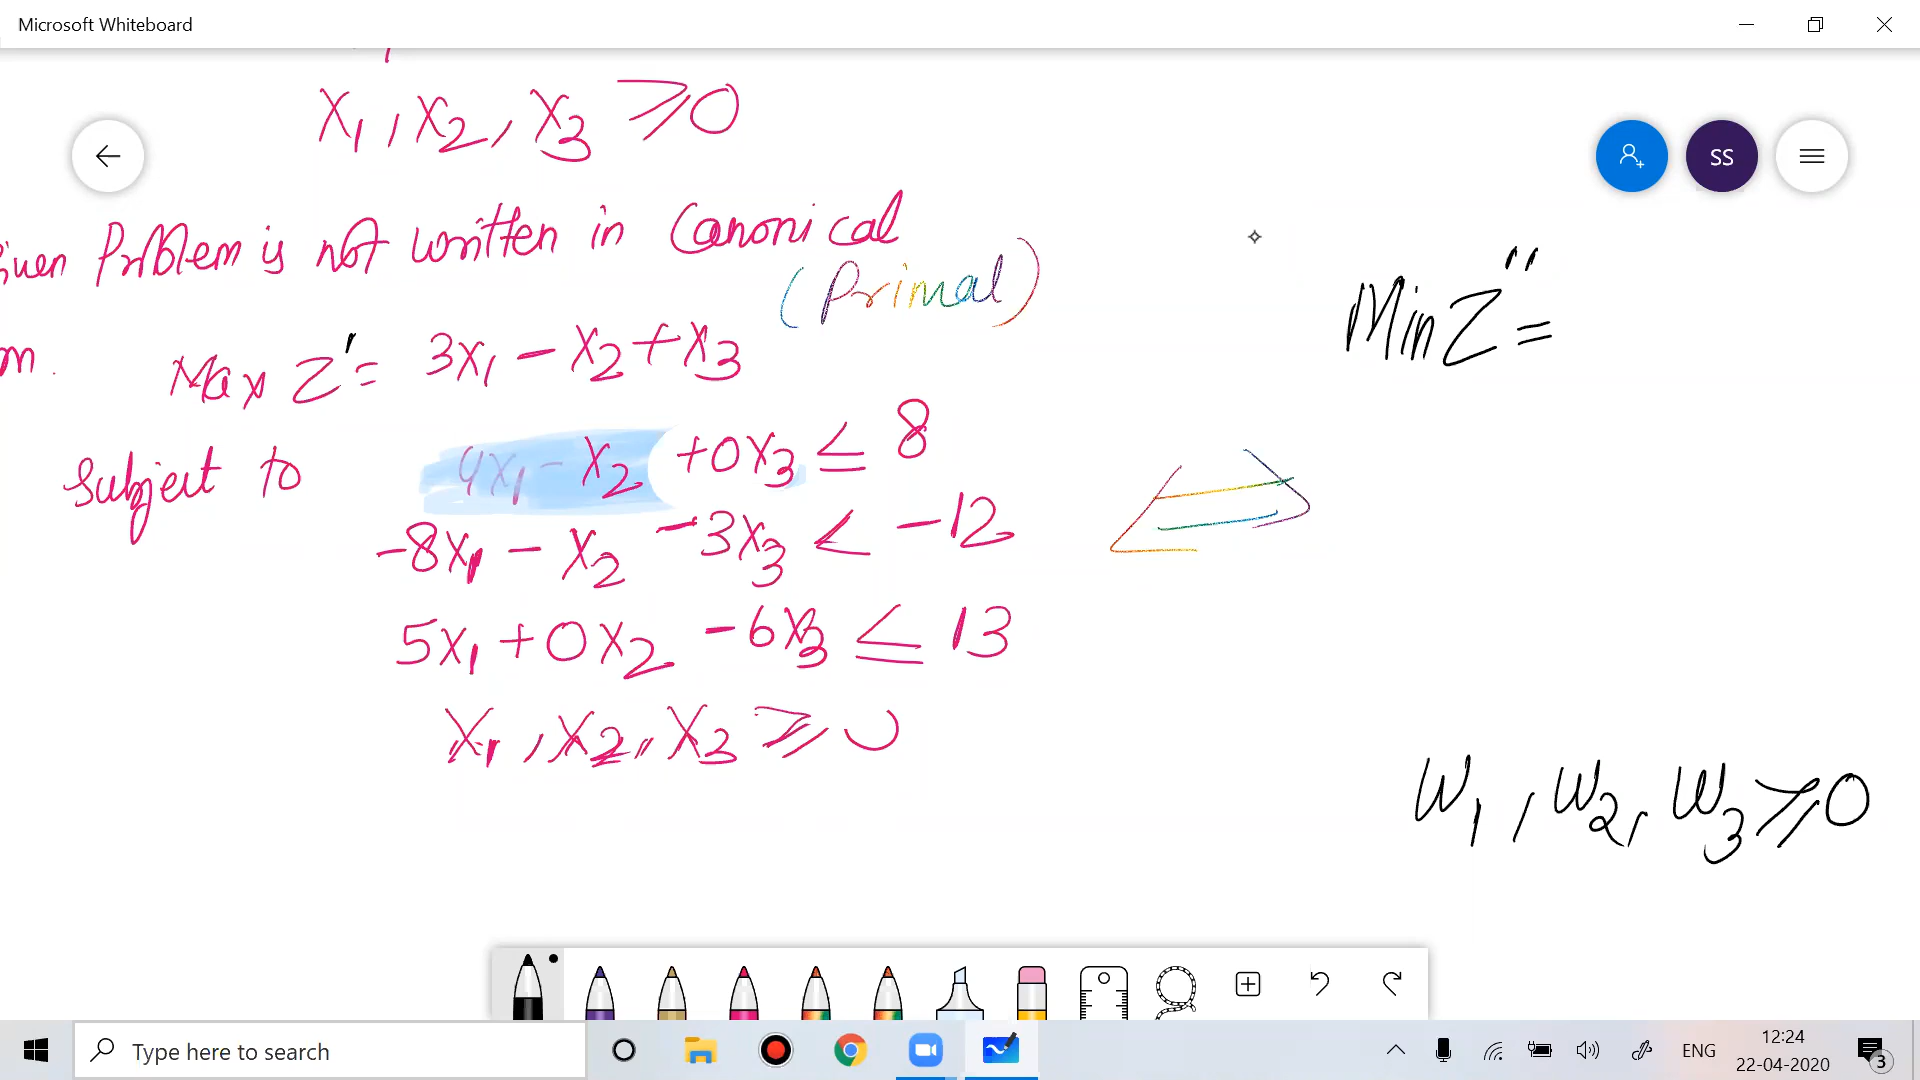 Microsoft Whiteboard
x1, x2, x3 ⩾0
SS
Problem is not written in Canonical
(Primal)
Min Z'' =
Max Z' = 3x1 - x2 + x3
Subject to 4x1 - x2 + 0x3 ≤ 8
-8x1 - x2 - 3x3 < -12
5x1 + 0x2 - 6x3 ≤ 13
x1, x2, x3 ⩾ 0
W1, W2, W3 ⩾ 0
Type here to search
ENG
12:24
22-04-2020
3